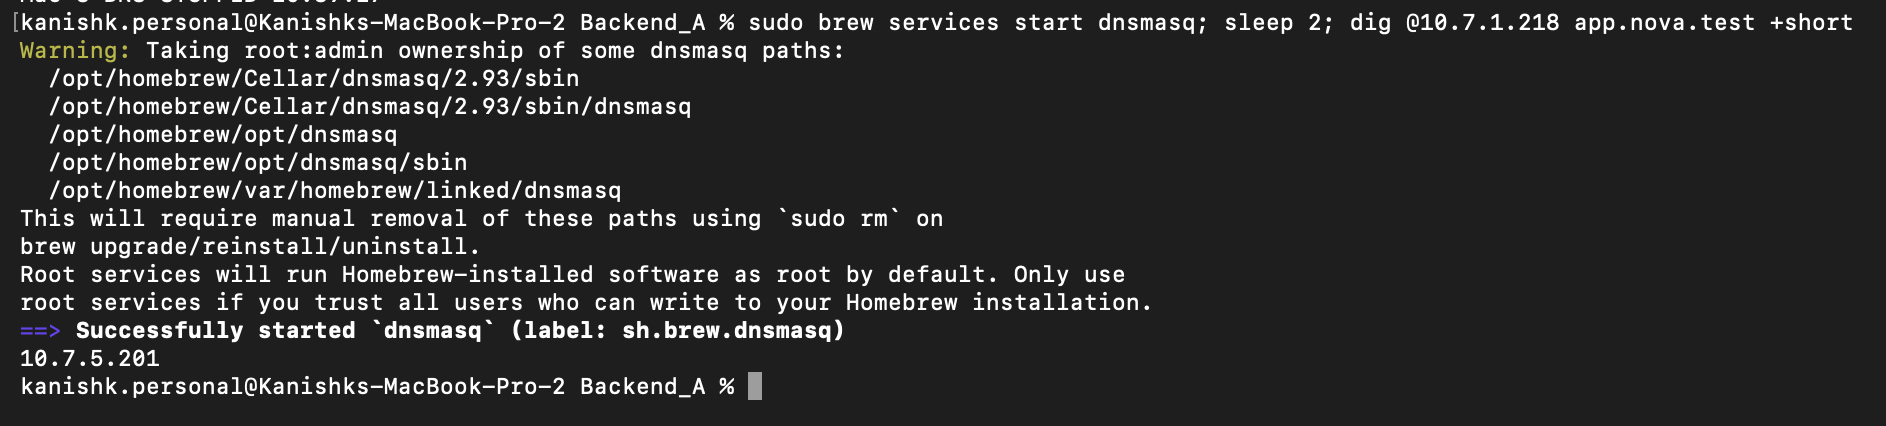 [kanishk.personal@Kanishks-MacBook-Pro-2 Backend_A % sudo brew services start dnsmasq; sleep 2; dig @10.7.1.218 app.nova.test +short
Warning: Taking root:admin ownership of some dnsmasq paths:
  /opt/homebrew/Cellar/dnsmasq/2.93/sbin
  /opt/homebrew/Cellar/dnsmasq/2.93/sbin/dnsmasq
  /opt/homebrew/opt/dnsmasq
  /opt/homebrew/opt/dnsmasq/sbin
  /opt/homebrew/var/homebrew/linked/dnsmasq
This will require manual removal of these paths using `sudo rm` on
brew upgrade/reinstall/uninstall.
Root services will run Homebrew-installed software as root by default. Only use
root services if you trust all users who can write to your Homebrew installation.
==> Successfully started `dnsmasq` (label: sh.brew.dnsmasq)
10.7.5.201
kanishk.personal@Kanishks-MacBook-Pro-2 Backend_A %